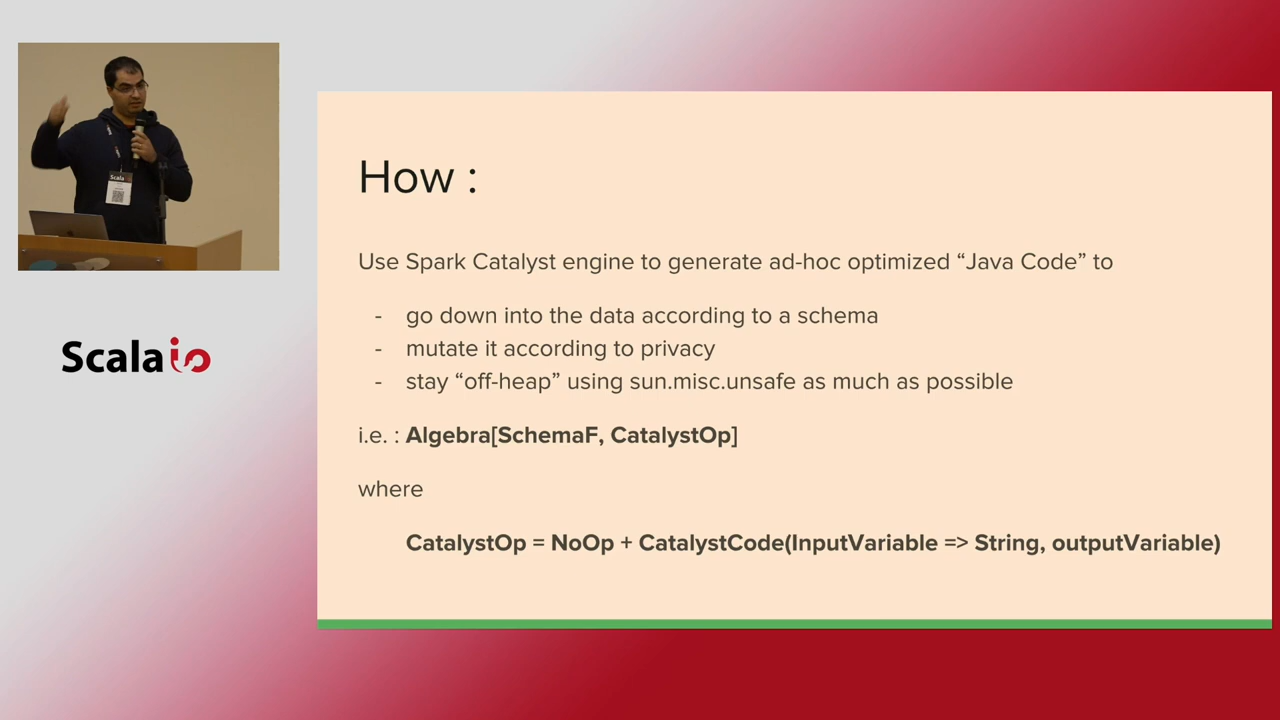 Scala
Scala
How :
Use Spark Catalyst engine to generate ad-hoc optimized “Java Code” to
- go down into the data according to a schema
- mutate it according to privacy
- stay “off-heap” using sun.misc.unsafe as much as possible
i.e. : Algebra[SchemaF, CatalystOp]
where
CatalystOp = NoOp + CatalystCode(InputVariable => String, outputVariable)
Scalaio